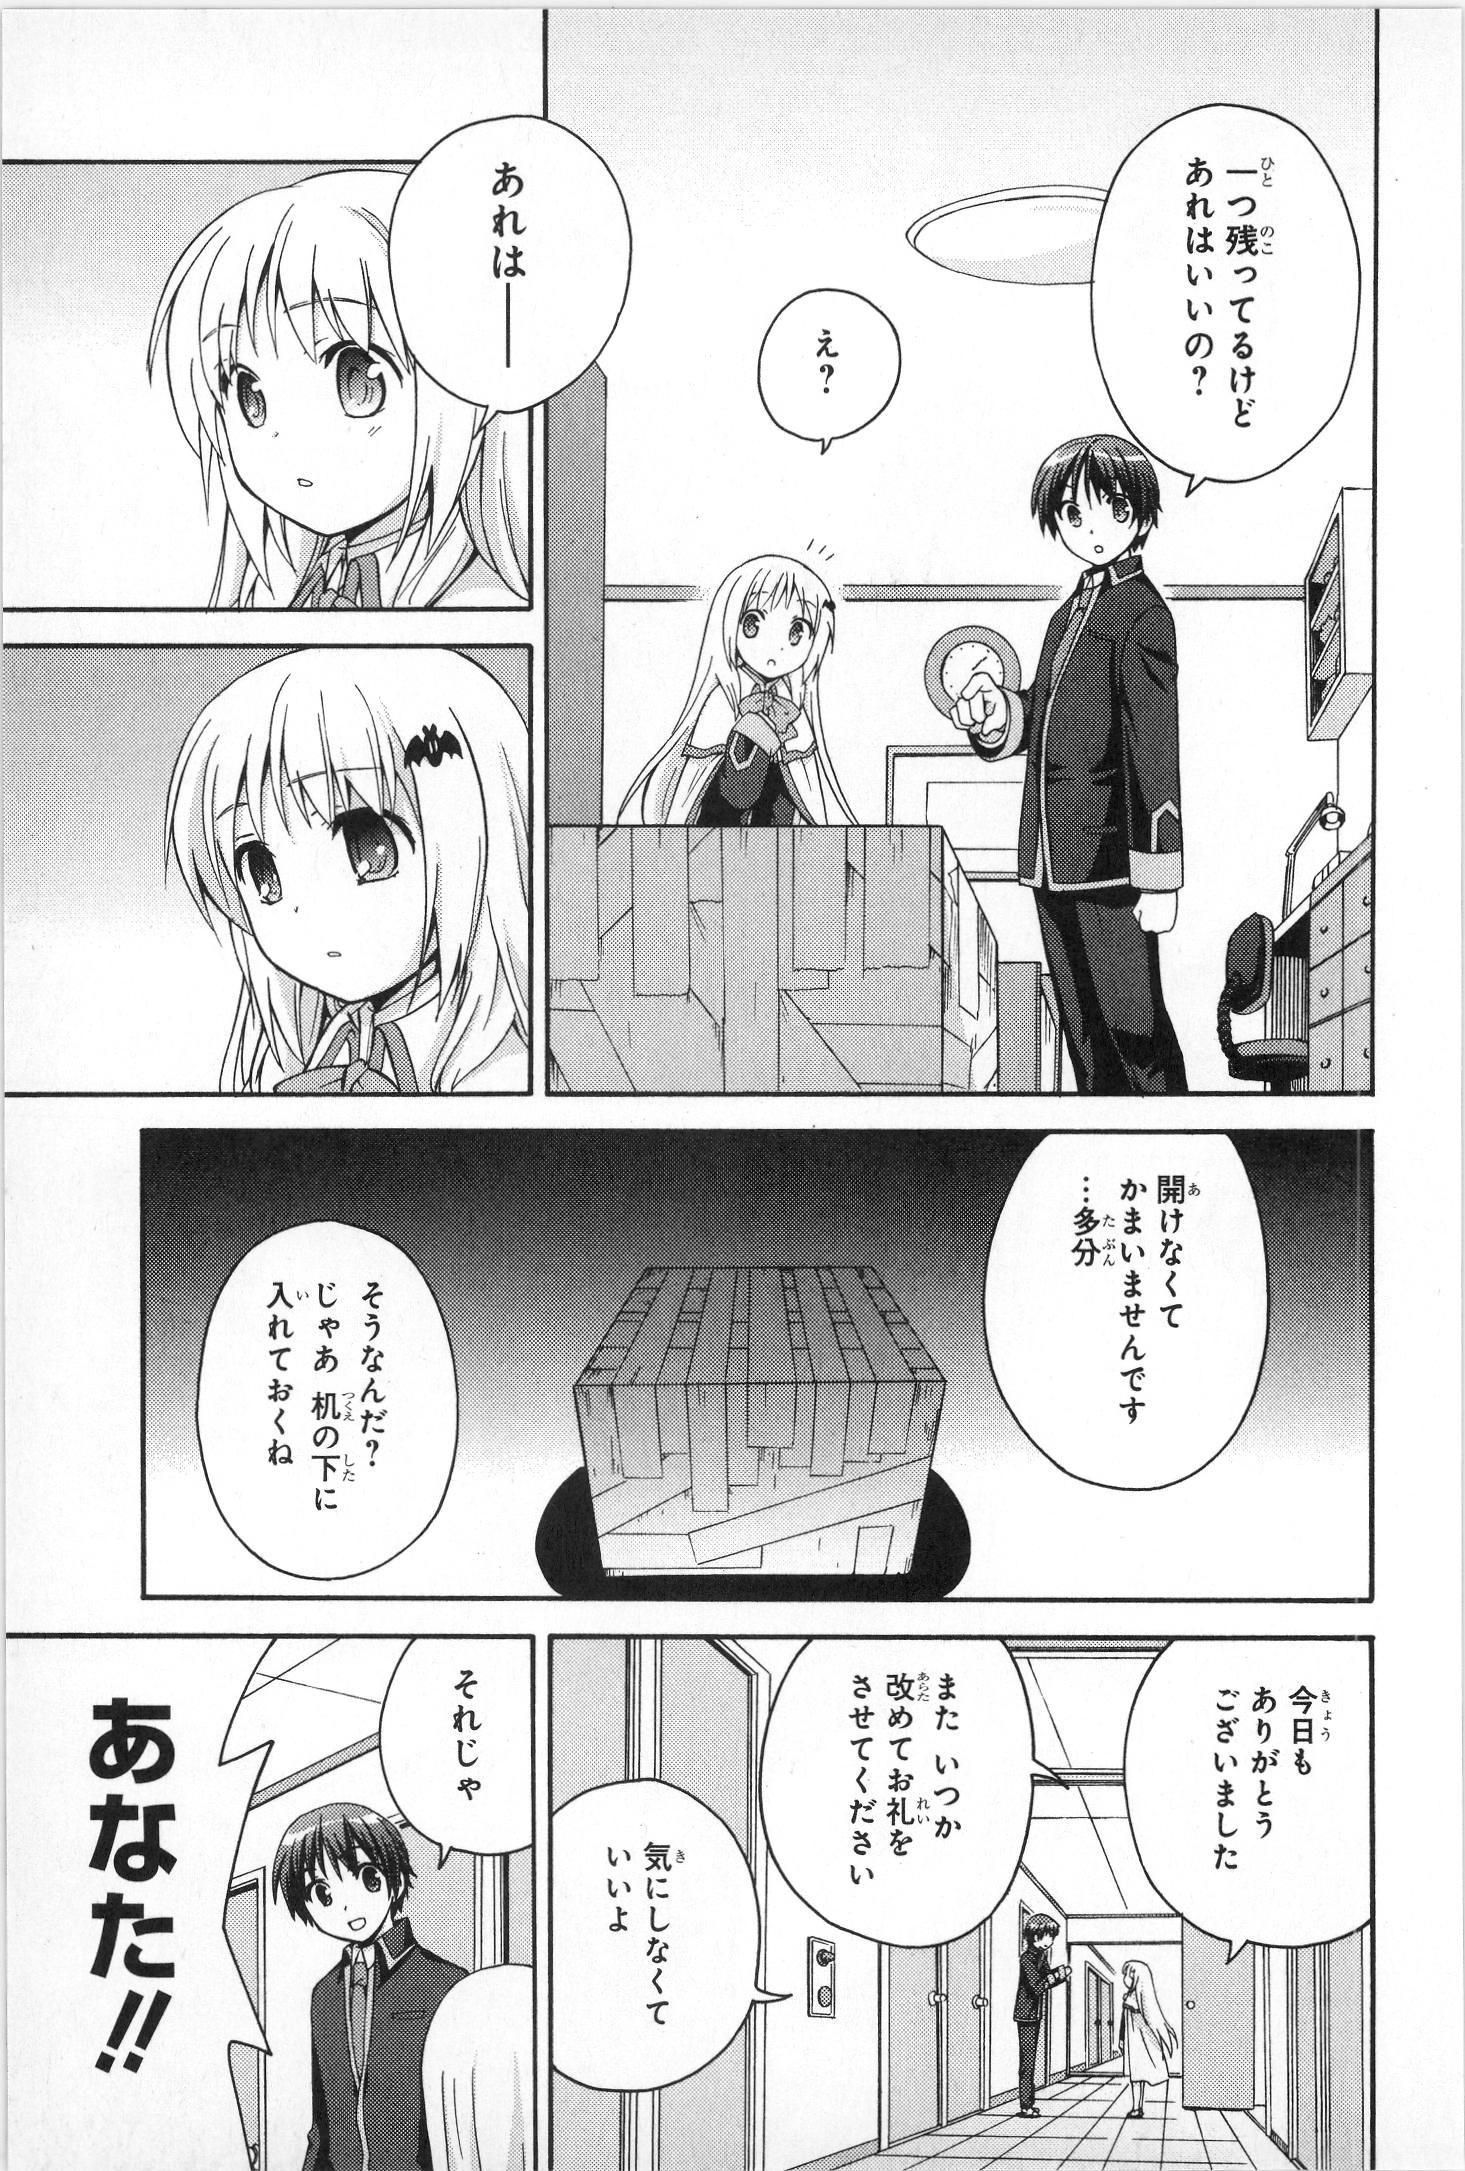 一つ残ってるけど
あれはいいの?
え?
あれは——
開けなくて
かまいませんです
…多分
そうなんだ?
じゃあ 机の下に
入れておくね
今日も
ありがとう
ございました
また いつか
改めてお礼を
させてください
気にしなくて
いいよ
それじゃ
あなた!!